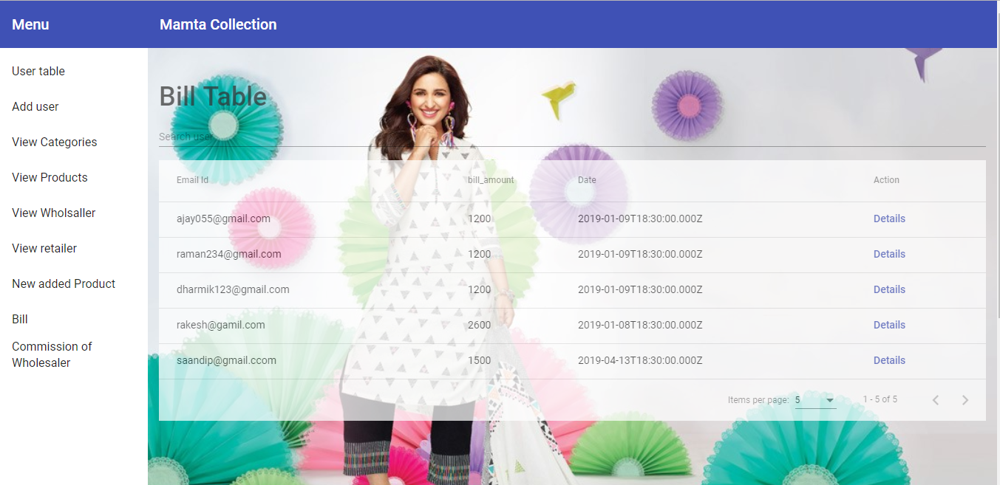 Menu
Mamta Collection
User table
Add user
View Categories
View Products
View Wholsaller
View retailer
New added Product
Bill
Commission of
Wholesaler
Bill Table
Search user
Email Id bill_amount Date Action
ajay055@gmail.com 1200 2019-01-09T18:30:00.000Z Details
raman234@gmail.com 1200 2019-01-09T18:30:00.000Z Details
dharmik123@gmail.com 1200 2019-01-09T18:30:00.000Z Details
rakesh@gamil.com 2600 2019-01-08T18:30:00.000Z Details
saandip@gmail.ccom 1500 2019-04-13T18:30:00.000Z Details
Items per page: 5 1 - 5 of 5